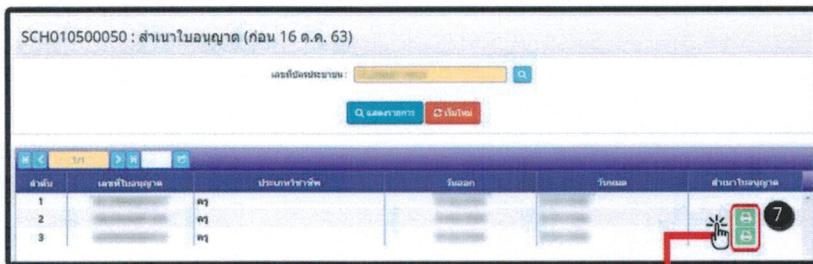 SCH010500050 : สำเนาใบอนุญาต (ก่อน 16 ต.ค. 63)
เลขที่บัตรประชาชน :
แสดงรายการ เริ่มใหม่
1/1
ลำดับ เลขที่ใบอนุญาต ประเภทวิชาชีพ วันออก วันหมด สำเนาใบอนุญาต
1 ครู
2 ครู 7
3 ครู